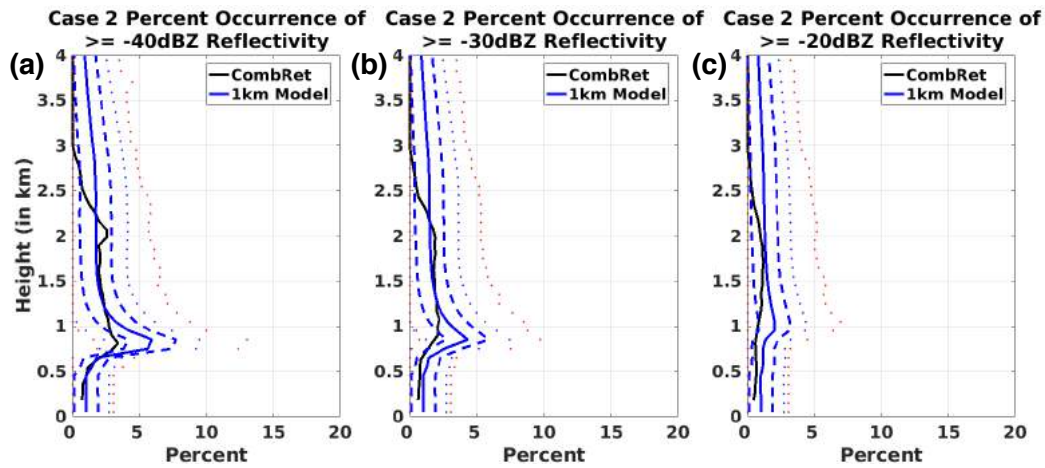 Case 2 Percent Occurrence of
>= -40dBZ Reflectivity
Case 2 Percent Occurrence of
>= -30dBZ Reflectivity
Case 2 Percent Occurrence of
>= -20dBZ Reflectivity
(a)
(b)
(c)
CombRet
1km Model
CombRet
1km Model
CombRet
1km Model
Height (in km)
4
3.5
3
2.5
2
1.5
1
0.5
0
0 5 10 15 20
Percent
4
3.5
3
2.5
2
1.5
1
0.5
0
0 5 10 15 20
Percent
4
3.5
3
2.5
2
1.5
1
0.5
0
0 5 10 15 20
Percent